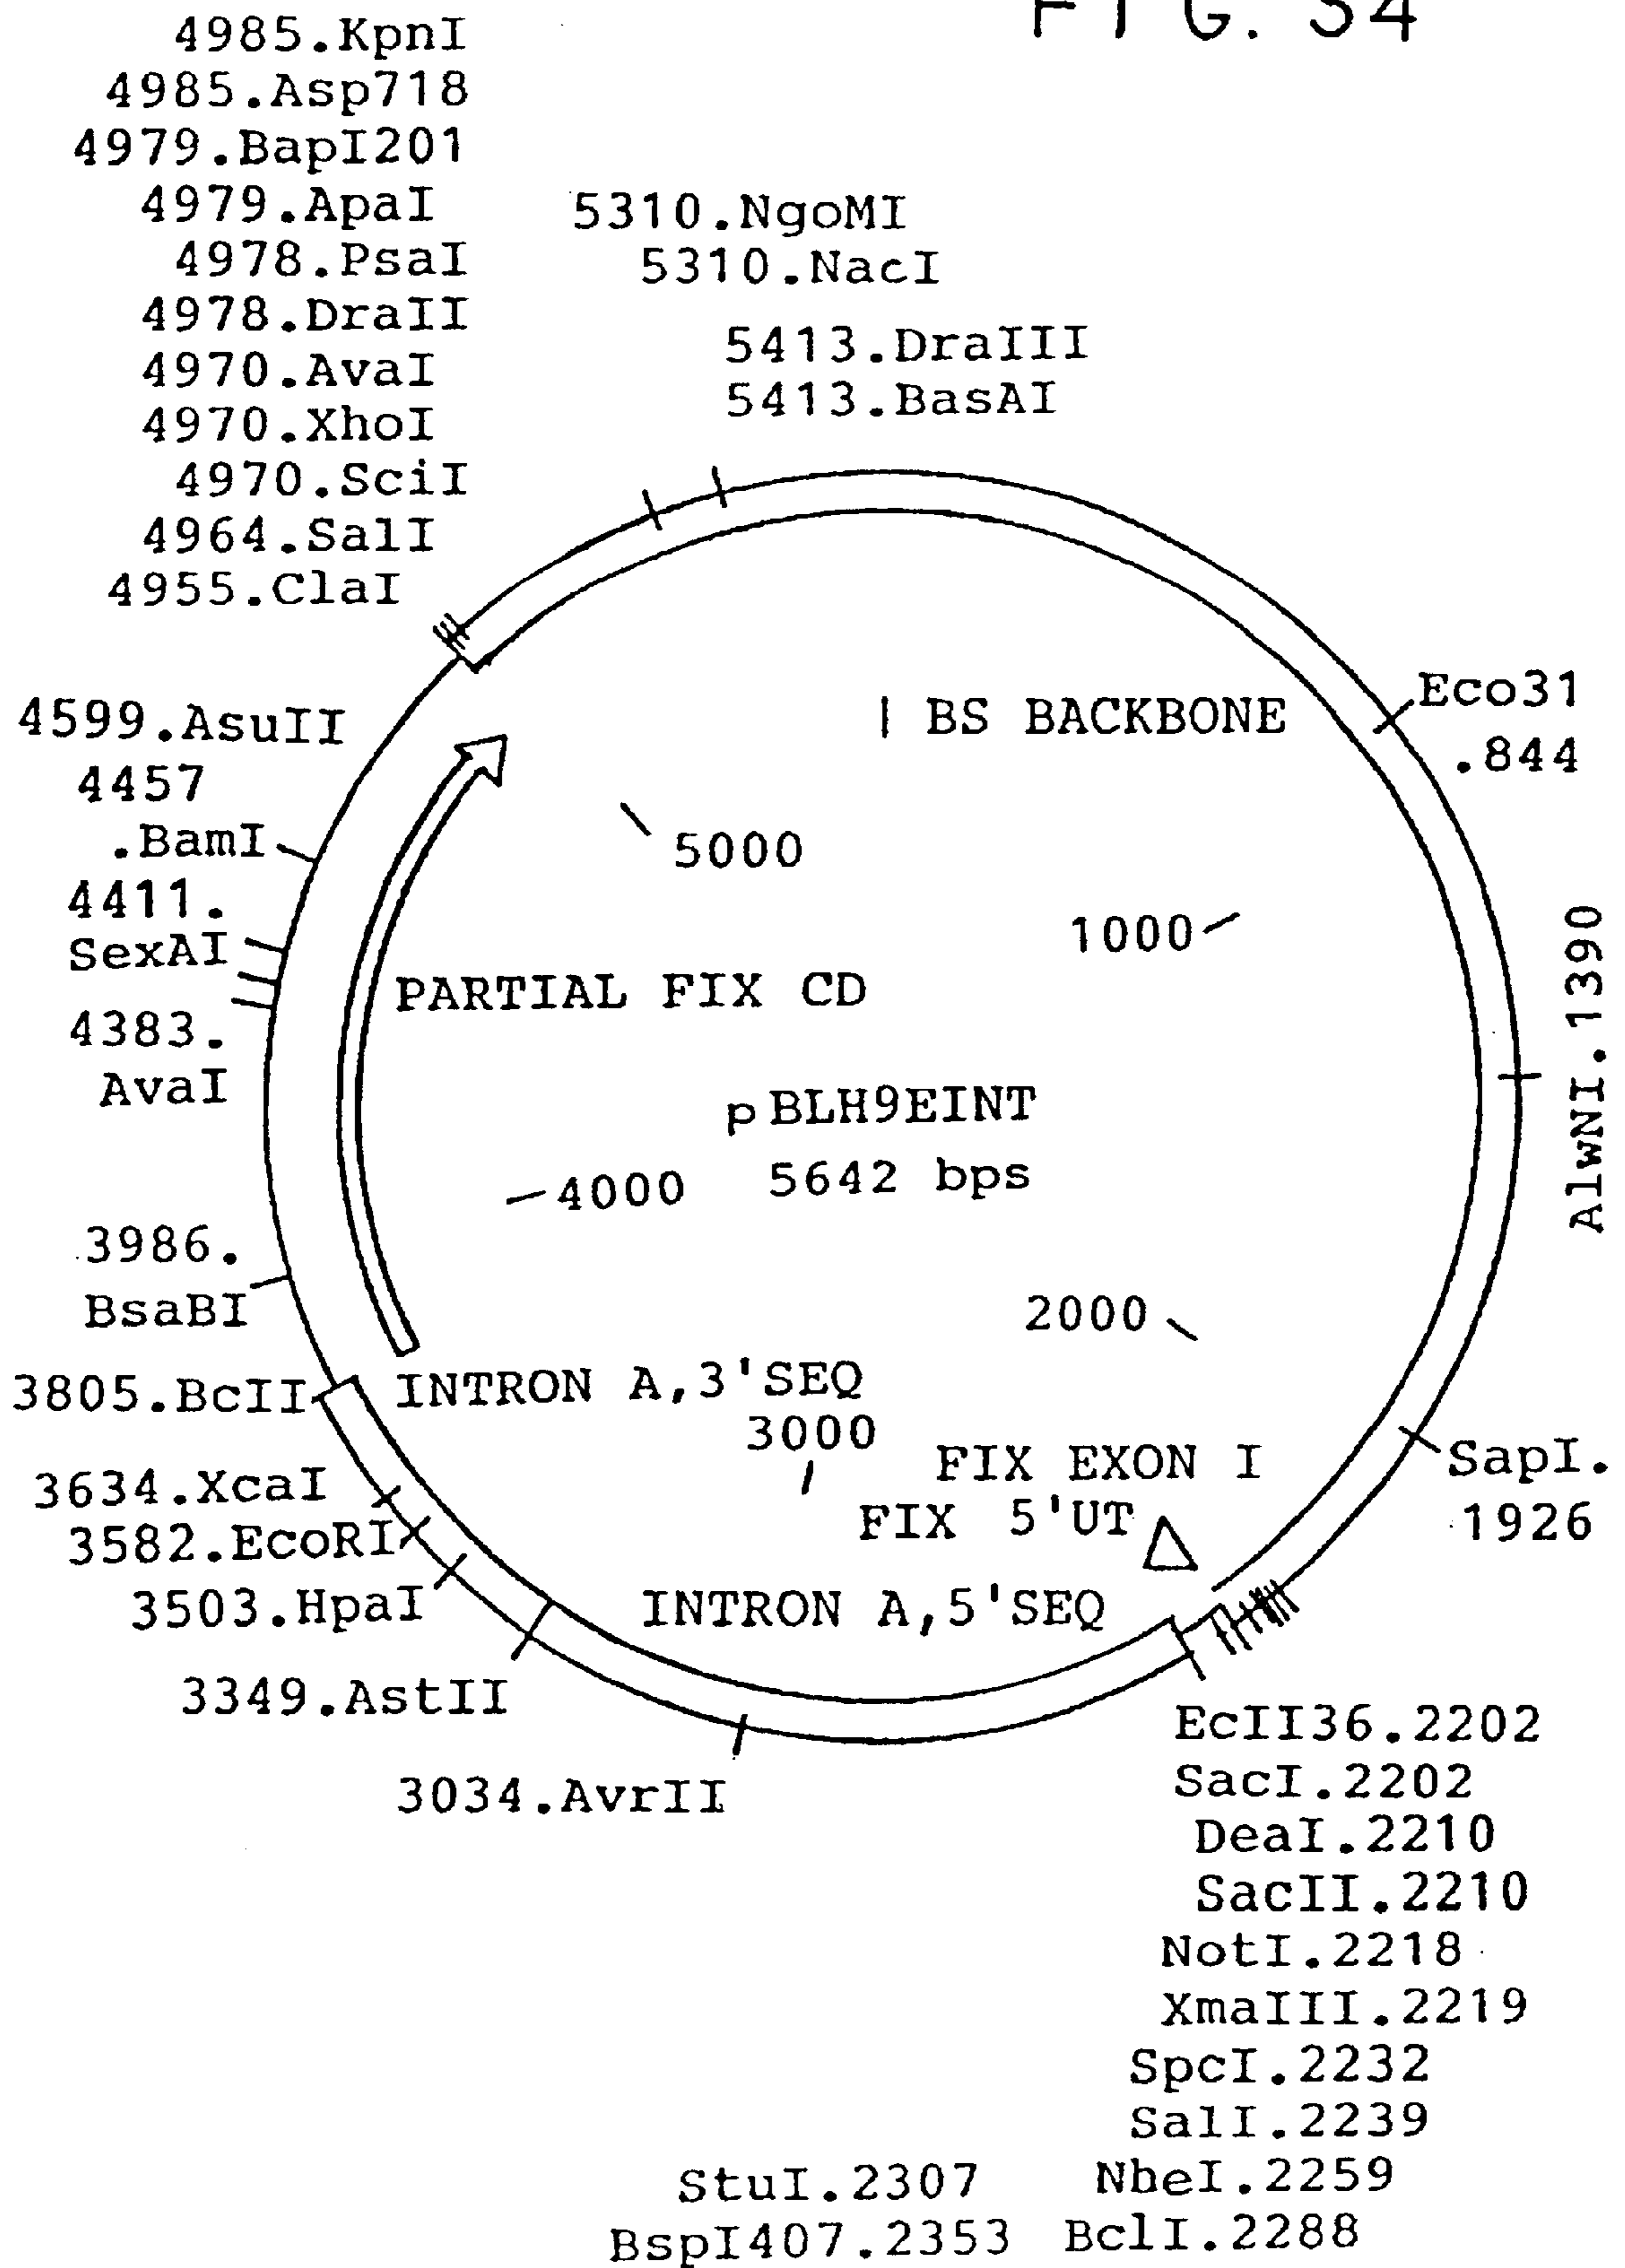 FIG. 34
4985.KpnI
4985.Asp718
4979.BapI201
4979.ApaI
4978.PsaI
4978.DraII
4970.AvaI
4970.XhoI
4970.SciI
4964.SalI
4955.ClaI
5310.NgoMI
5310.NacI
5413.DraIII
5413.BasAI
4599.AsuII
4457
.BamI
4411.
SexAI
4383.
AvaI
3986.
BsaBI
3805.BcII
3634.XcaI
3582.EcoRI
3503.HpaI
3349.AstII
3034.AvrII
| BS BACKBONE
5000
1000
PARTIAL FIX CD
pBLH9EINT
5642 bps
4000
2000
INTRON A,3'SEQ
3000
FIX EXON I
FIX 5'UT
INTRON A,5'SEQ
Eco31
.844
AlwNI.1390
SapI.
1926
EcII36.2202
SacI.2202
DeaI.2210
SacII.2210
NotI.2218
XmaIII.2219
SpcI.2232
SalI.2239
NbeI.2259
BclI.2288
StuI.2307
BspI407.2353